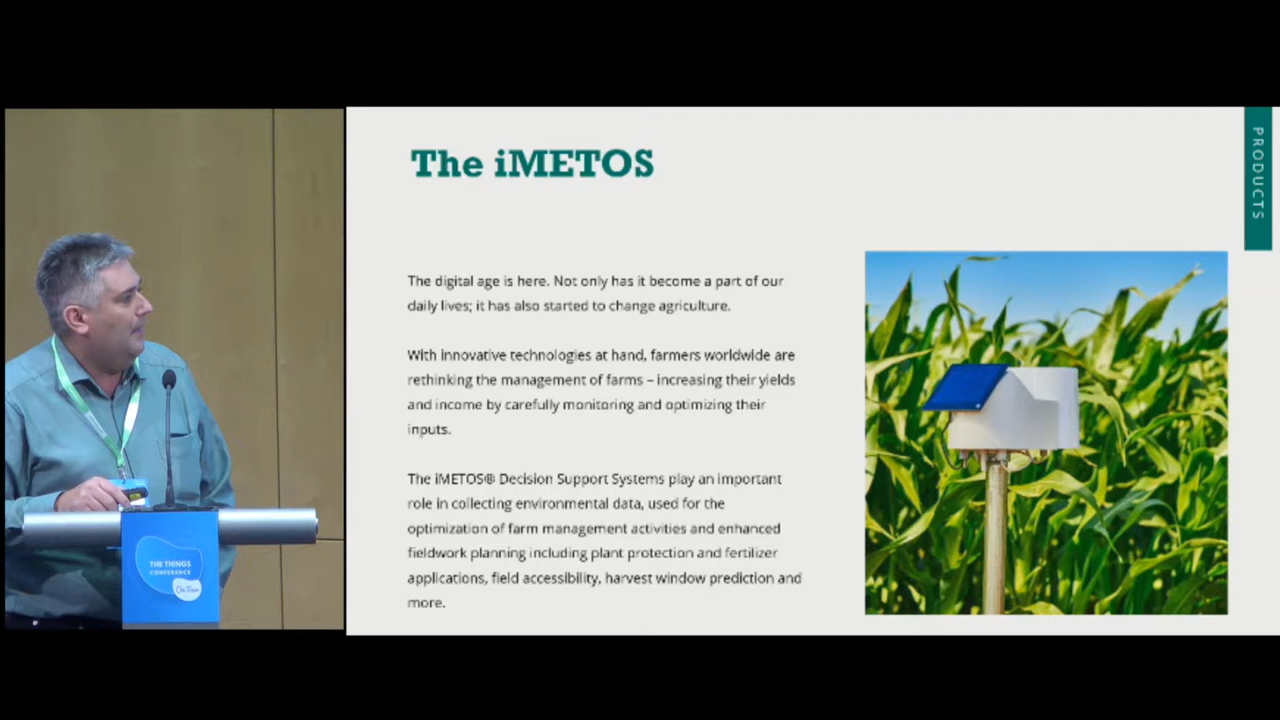 The iMETOS
PRODUCTS
The digital age is here. Not only has it become a part of our
daily lives; it has also started to change agriculture.
With innovative technologies at hand, farmers worldwide are
rethinking the management of farms – increasing their yields
and income by carefully monitoring and optimizing their
inputs.
The iMETOS® Decision Support Systems play an important
role in collecting environmental data, used for the
optimization of farm management activities and enhanced
fieldwork planning including plant protection and fertilizer
applications, field accessibility, harvest window prediction and
more.
THE THINGS
CONFERENCE
On Tour